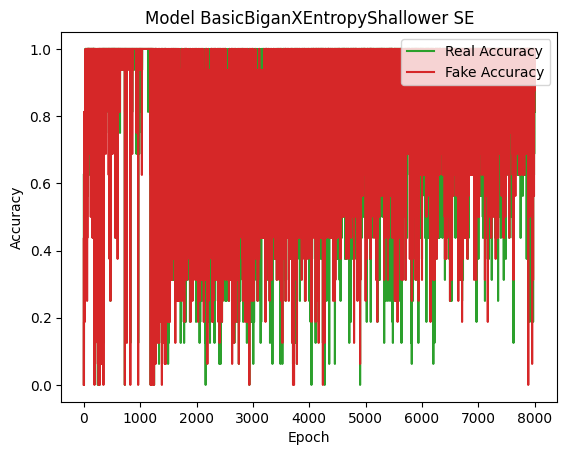 Model BasicBiganXEntropyShallower SE
Real Accuracy
Fake Accuracy
1.0
0.8
0.6
0.4
0.2
0.0
Accuracy
0 1000 2000 3000 4000 5000 6000 7000 8000
Epoch